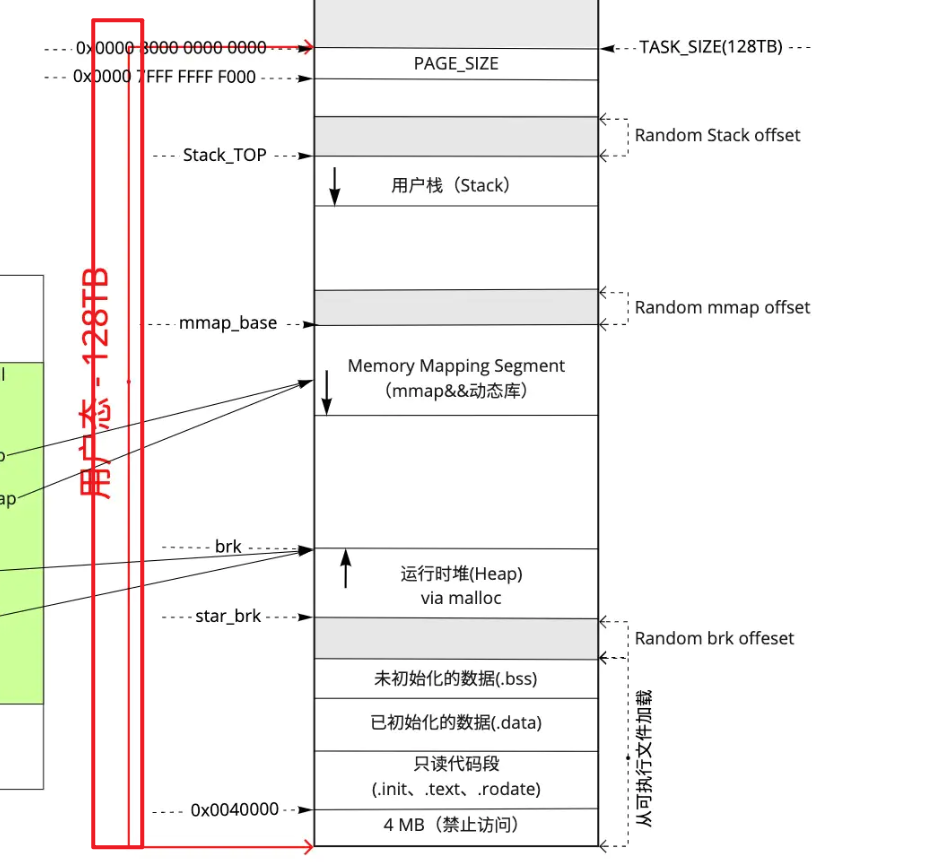 0x0000 8000 0000 0000
TASK_SIZE(128TB)
PAGE_SIZE
0x0000 7FFF FFFF F000
Random Stack offset
Stack_TOP
用户栈（Stack）
用户态 - 128TB
Random mmap offset
mmap_base
Memory Mapping Segment
（mmap&&动态库）
l
p
ap
brk
运行时堆(Heap)
via malloc
star_brk
Random brk offeset
未初始化的数据(.bss)
已初始化的数据(.data)
只读代码段
(.init、.text、.rodate)
从可执行文件加载
0x0040000
4 MB（禁止访问）